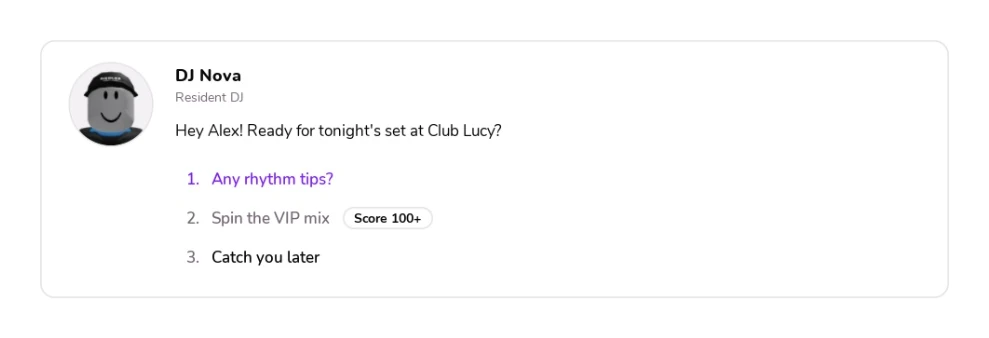 DJ Nova
Resident DJ
Hey Alex! Ready for tonight's set at Club Lucy?
1. Any rhythm tips?
2. Spin the VIP mix Score 100+
3. Catch you later